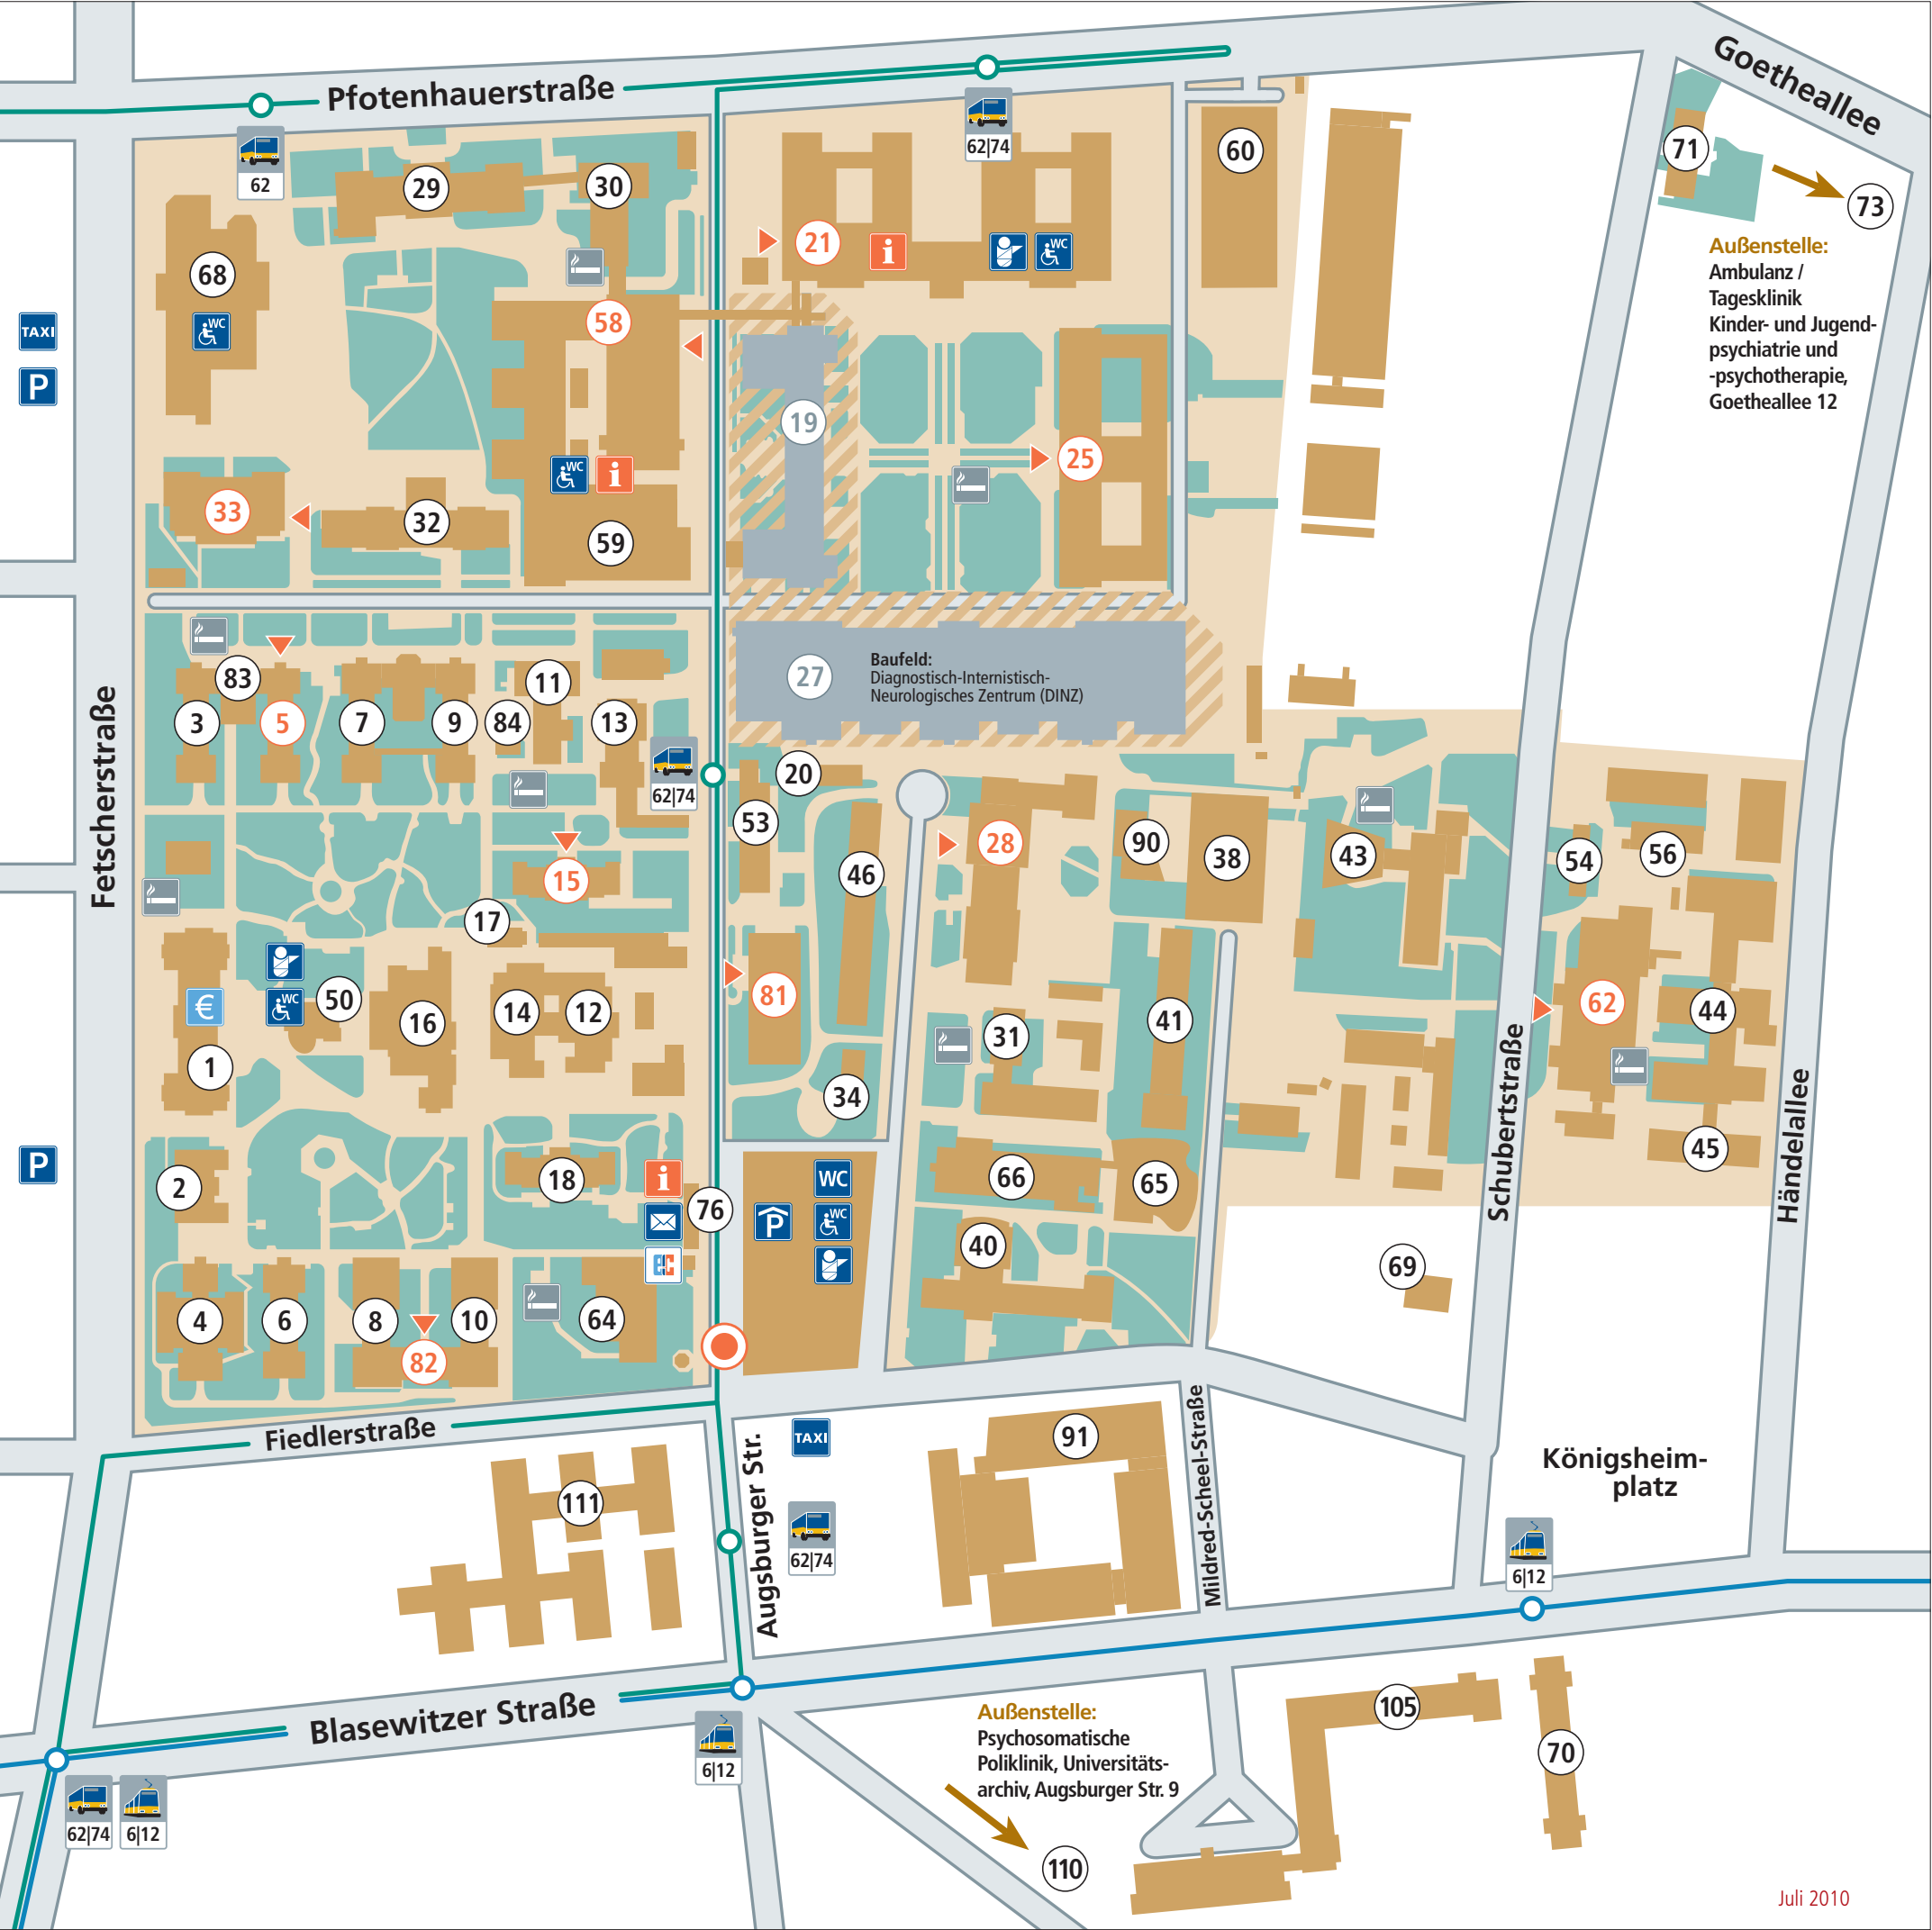 Goetheallee
Pfotenhauerstraße
62|74
62
29
30
60
71
73
21
i
WC
Außenstelle:
Ambulanz /
Tagesklinik
Kinder- und Jugend-
psychiatrie und
-psychotherapie,
Goetheallee 12
68
WC
TAXI
P
58
19
25
WC
i
33
32
59
83
11
27
Baufeld:
Diagnostisch-Internistisch-
Neurologisches Zentrum (DINZ)
3
5
7
9
84
13
62|74
20
53
Fetscherstraße
15
46
28
90
38
43
54
56
17
50
WC
€
16
14
12
81
31
41
62
44
1
34
Schubertstraße
Händelallee
45
P
2
18
i
76
WC
P
WC
66
65
EC
40
69
4
6
8
10
82
64
Fiedlerstraße
TAXI
91
Mildred-Scheel-Straße
Königsheim-
platz
111
Augsburger Str.
62|74
6|12
Blasewitzer Straße
6|12
62|74
6|12
Außenstelle:
Psychosomatische
Poliklinik, Universitäts-
archiv, Augsburger Str. 9
110
105
70
Juli 2010